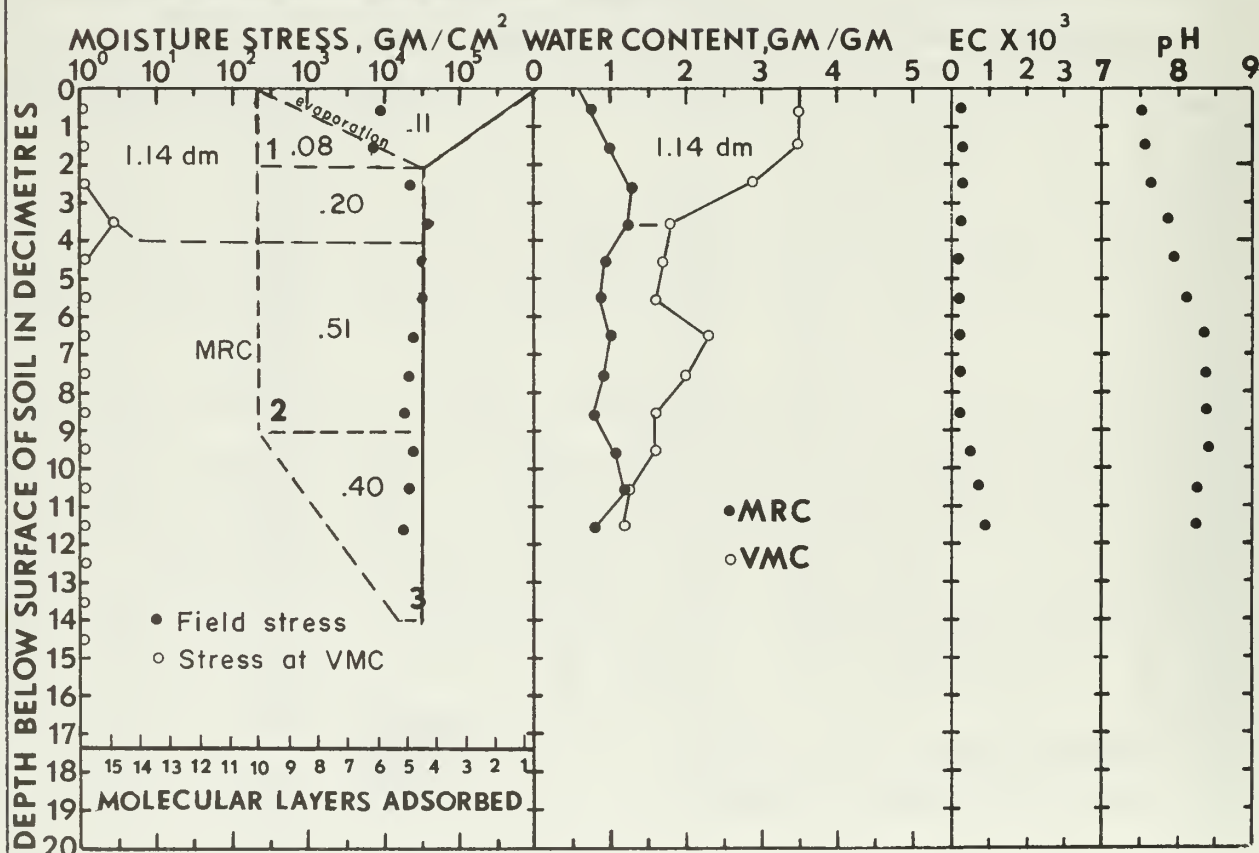 MOISTURE STRESS, GM/CM² WATER CONTENT,GM/GM EC X 10³ pH
10⁰ 10¹ 10² 10³ 10⁴ 10⁵ 0 1 2 3 4 5 0 1 2 3 7 8 9
DEPTH BELOW SURFACE OF SOIL IN DECIMETRES
0
1
2
3
4
5
6
7
8
9
10
11
12
13
14
15
16
17
18
19
20
evaporation
.11
1.14 dm 1 .08 1.14 dm
.20
.51
MRC
2
.40
3
● Field stress
○ Stress at VMC
●MRC
○VMC
15 14 13 12 11 10 9 8 7 6 5 4 3 2 1
MOLECULAR LAYERS ADSORBED